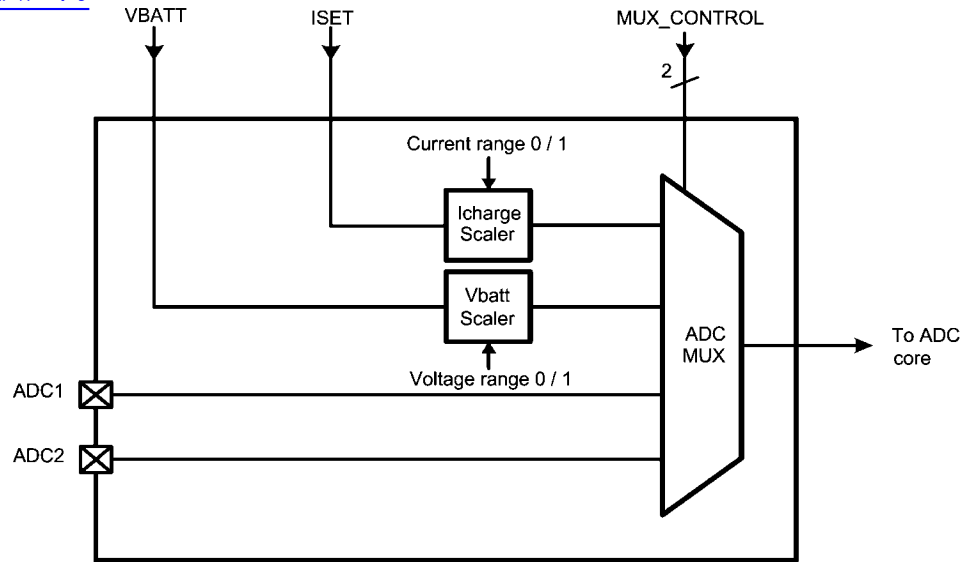 VBATT
ISET
MUX_CONTROL
2
Current range 0 / 1
Icharge
Scaler
Vbatt
Scaler
Voltage range 0 / 1
ADC
MUX
To ADC
core
ADC1
ADC2